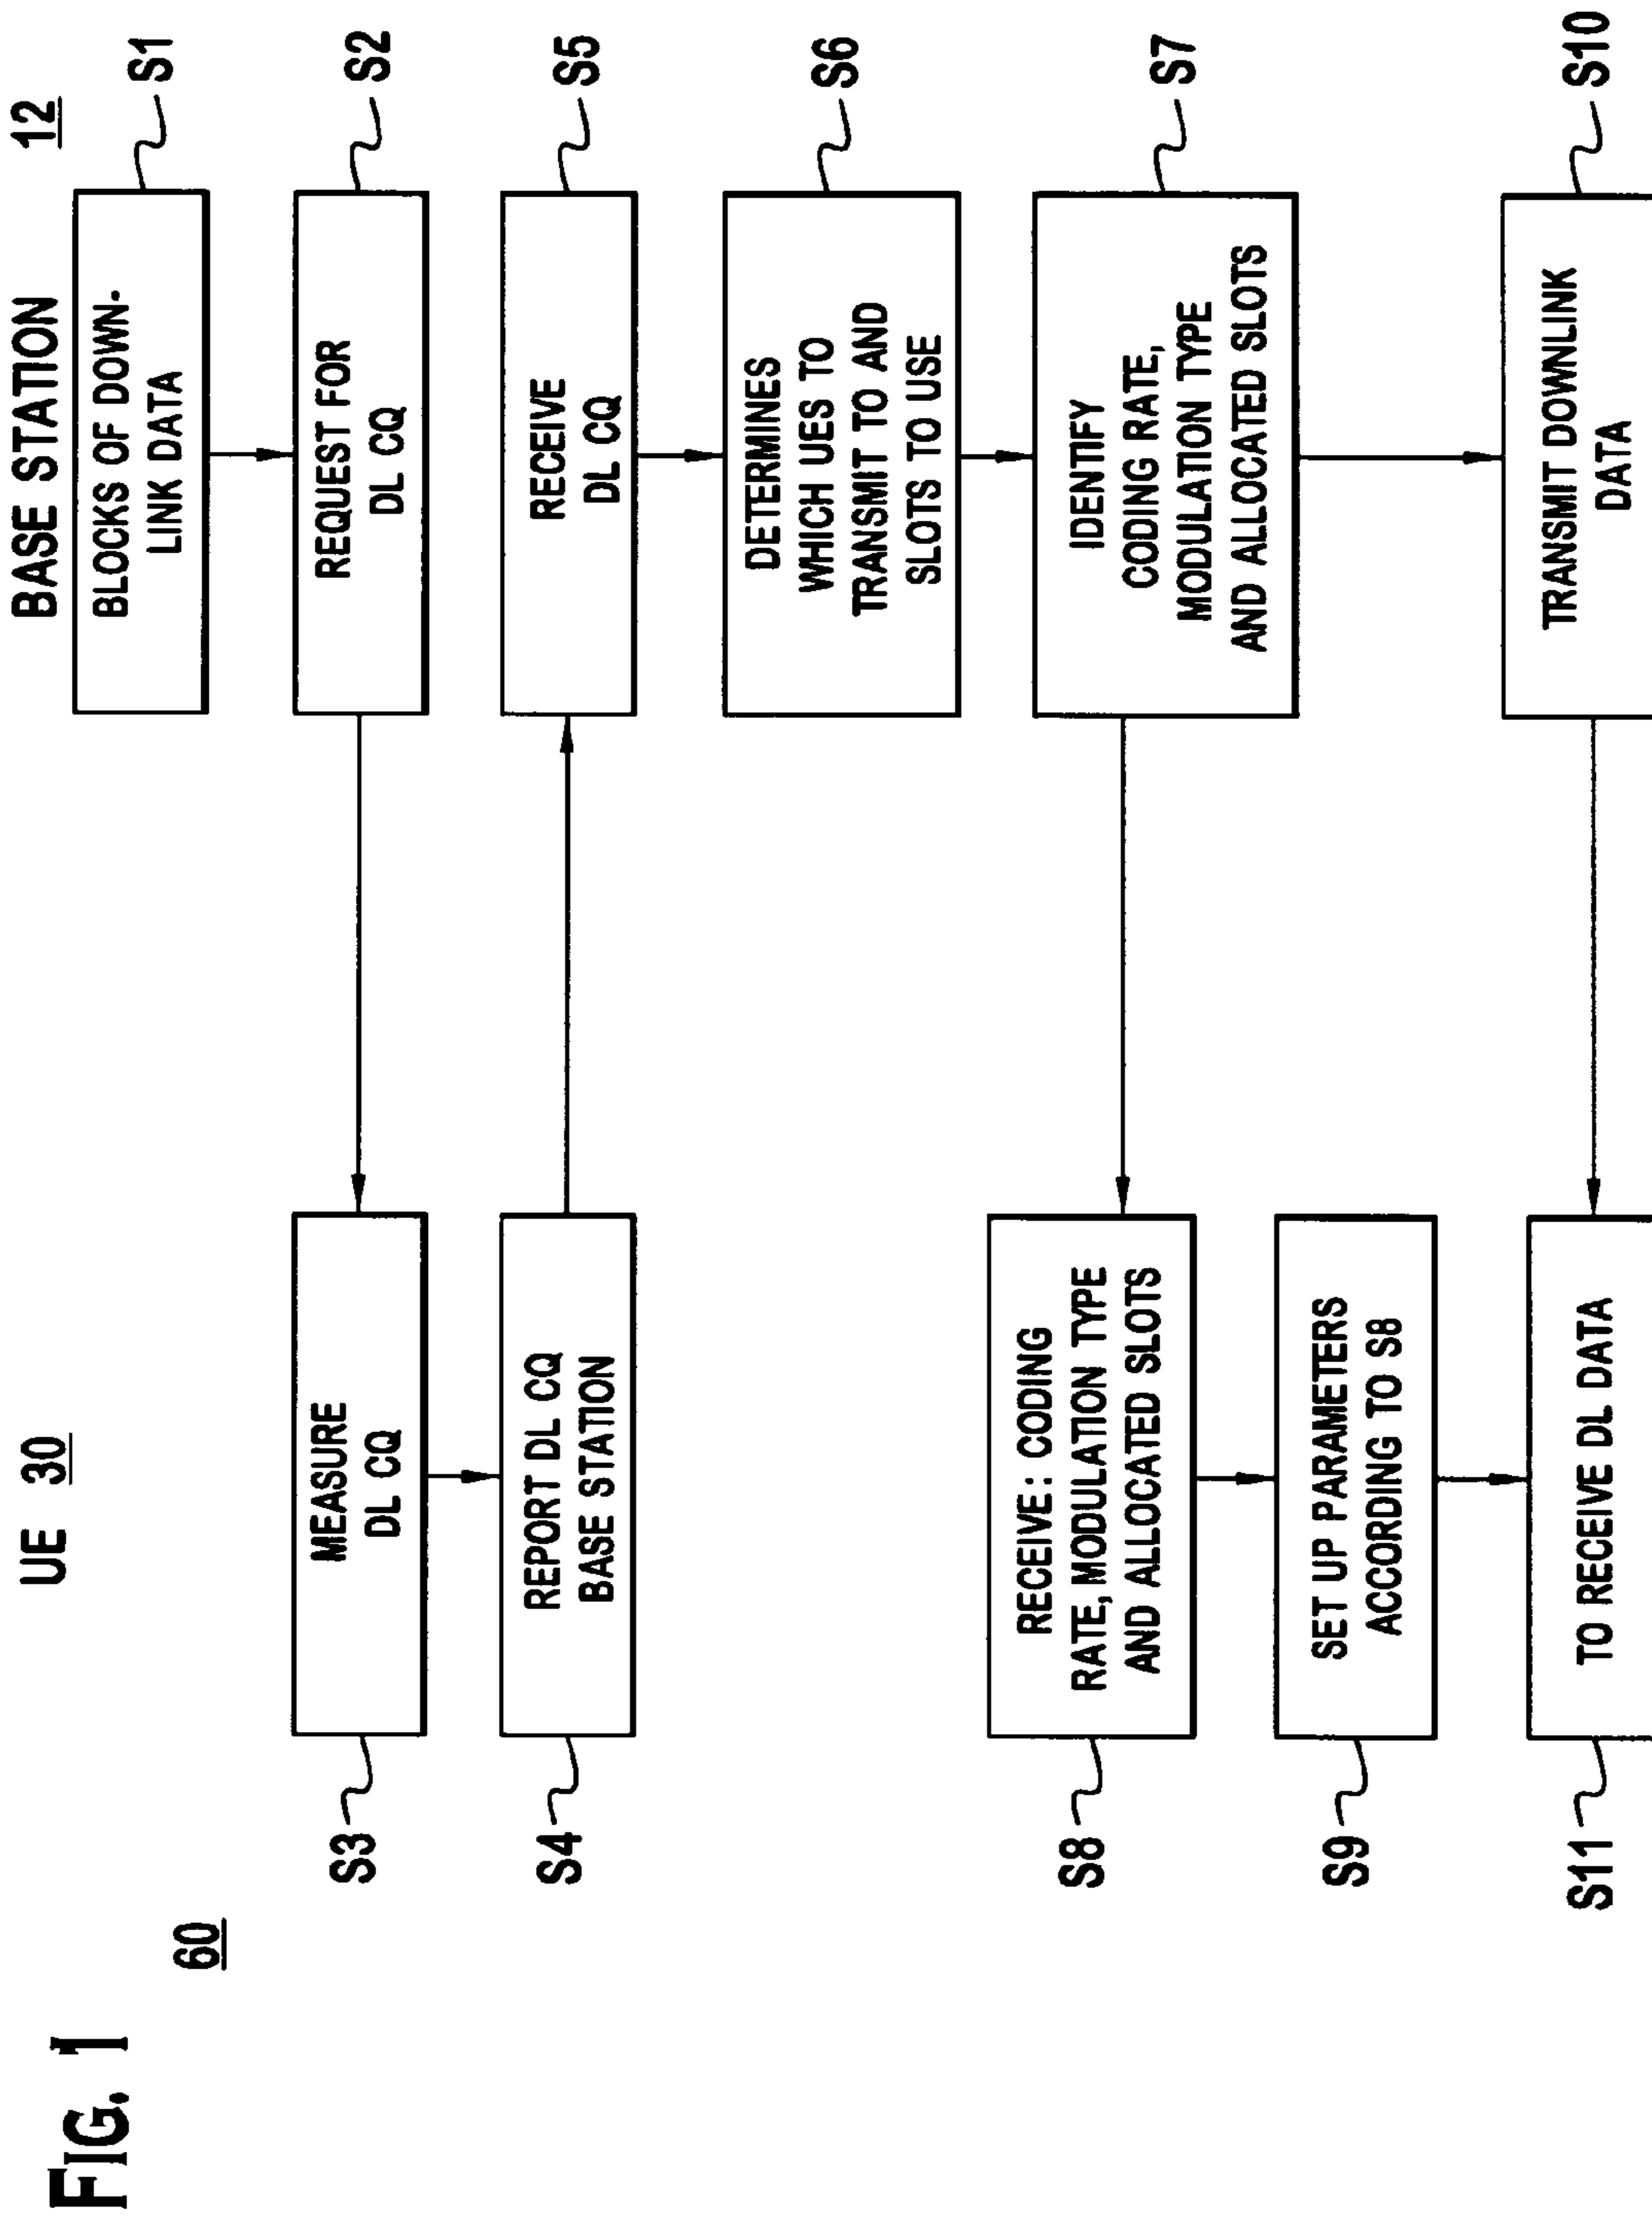 FIG. 1
60
UE 30
BASE STATION 12
BLOCKS OF DOWN-
LINK DATA
S1
REQUEST FOR
DL CQ
S2
S3
MEASURE
DL CQ
S4
REPORT DL CQ
BASE STATION
RECEIVE
DL CQ
S5
DETERMINES
WHICH UES TO
TRANSMIT TO AND
SLOTS TO USE
S6
IDENTIFY
CODING RATE,
MODULATION TYPE
AND ALLOCATED SLOTS
S7
S8
RECEIVE: CODING
RATE, MODULATION TYPE
AND ALLOCATED SLOTS
S9
SET UP PARAMETERS
ACCORDING TO S8
TRANSMIT DOWNLINK
DATA
S10
S11
TO RECEIVE DL DATA